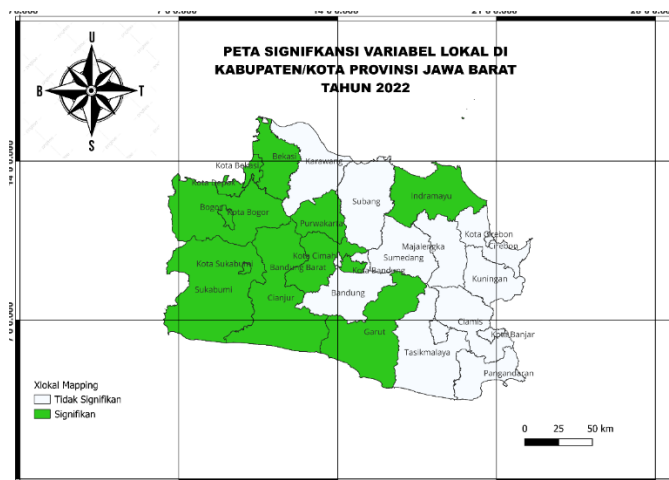 PETA SIGNIFKANSI VARIABEL LOKAL DI
KABUPATEN/KOTA PROVINSI JAWA BARAT
TAHUN 2022
U
B
T
S
Bekasi
Kota Bekasi
Karawang
Kota Depok
Subang
Indramayu
Bogor
Kota Bogor
Purwakarta
Kota Cirebon
Cirebon
Majalengka
Kota Cimahi
Sumedang
Kota Sukabumi
Bandung Barat
Kota Bandung
Kuningan
Sukabumi
Cianjur
Bandung
Ciamis
Garut
Kota Banjar
Tasikmalaya
Pangandaran
Xlokal Mapping
Tidak Signifikan
Signifikan
0 25 50 km